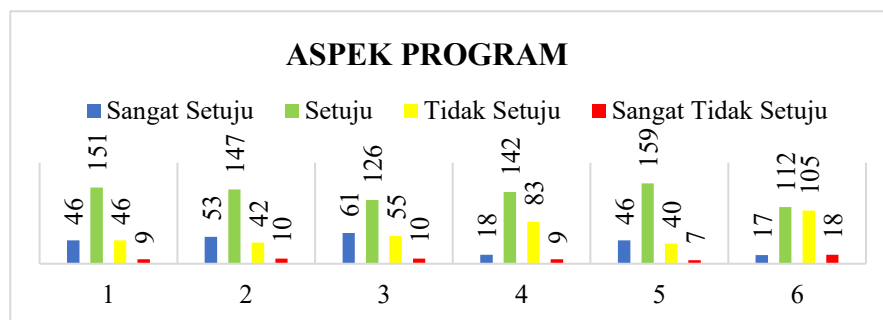 ASPEK PROGRAM
Sangat Setuju Setuju Tidak Setuju Sangat Tidak Setuju
46 151 46 9 53 147 42 10 61 126 55 10 18 142 83 9 46 159 40 7 17 112 105 18
1 2 3 4 5 6